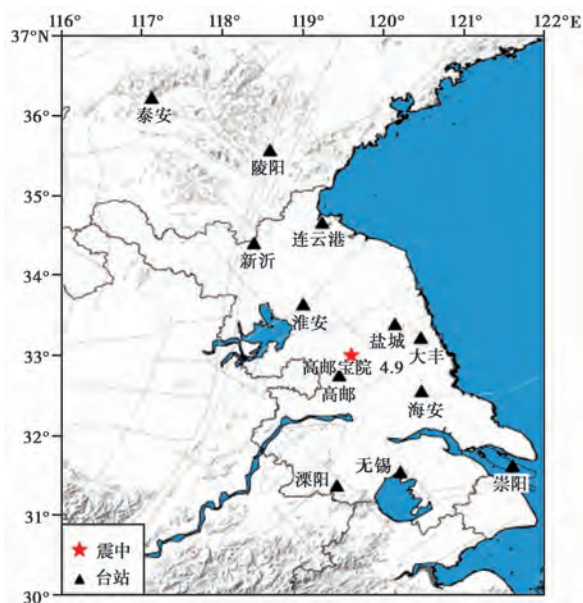 116° 117° 118° 119° 120° 121° 122°E
37°N
36°
泰安
陵阳
35°
连云港
新沂
34°
淮安
盐城
大丰
33°
高邮宝院 4.9
高邮
海安
32°
无锡
溧阳
崇阳
31°
震中
台站
30°